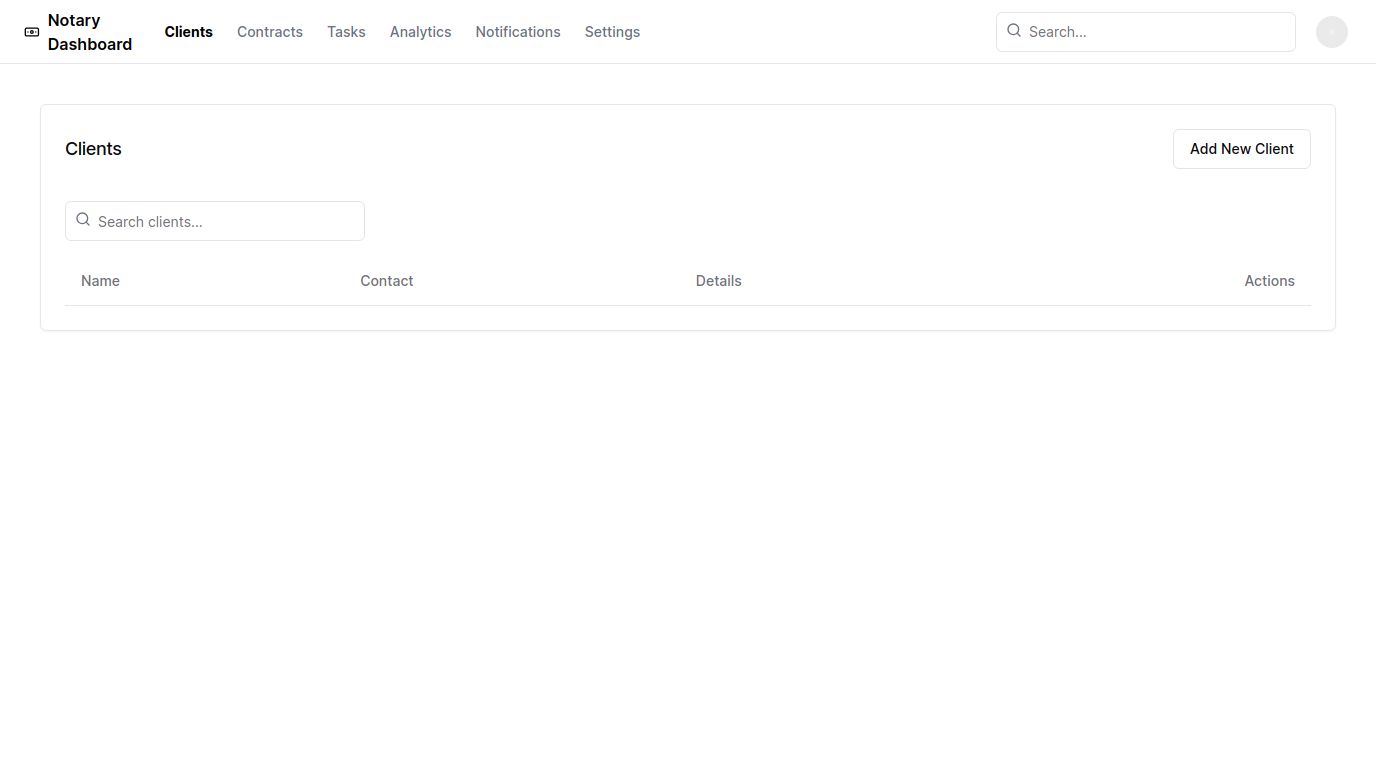 Notary
Dashboard
Clients
Contracts
Tasks
Analytics
Notifications
Settings
Search...
Clients
Add New Client
Search clients...
Name
Contact
Details
Actions